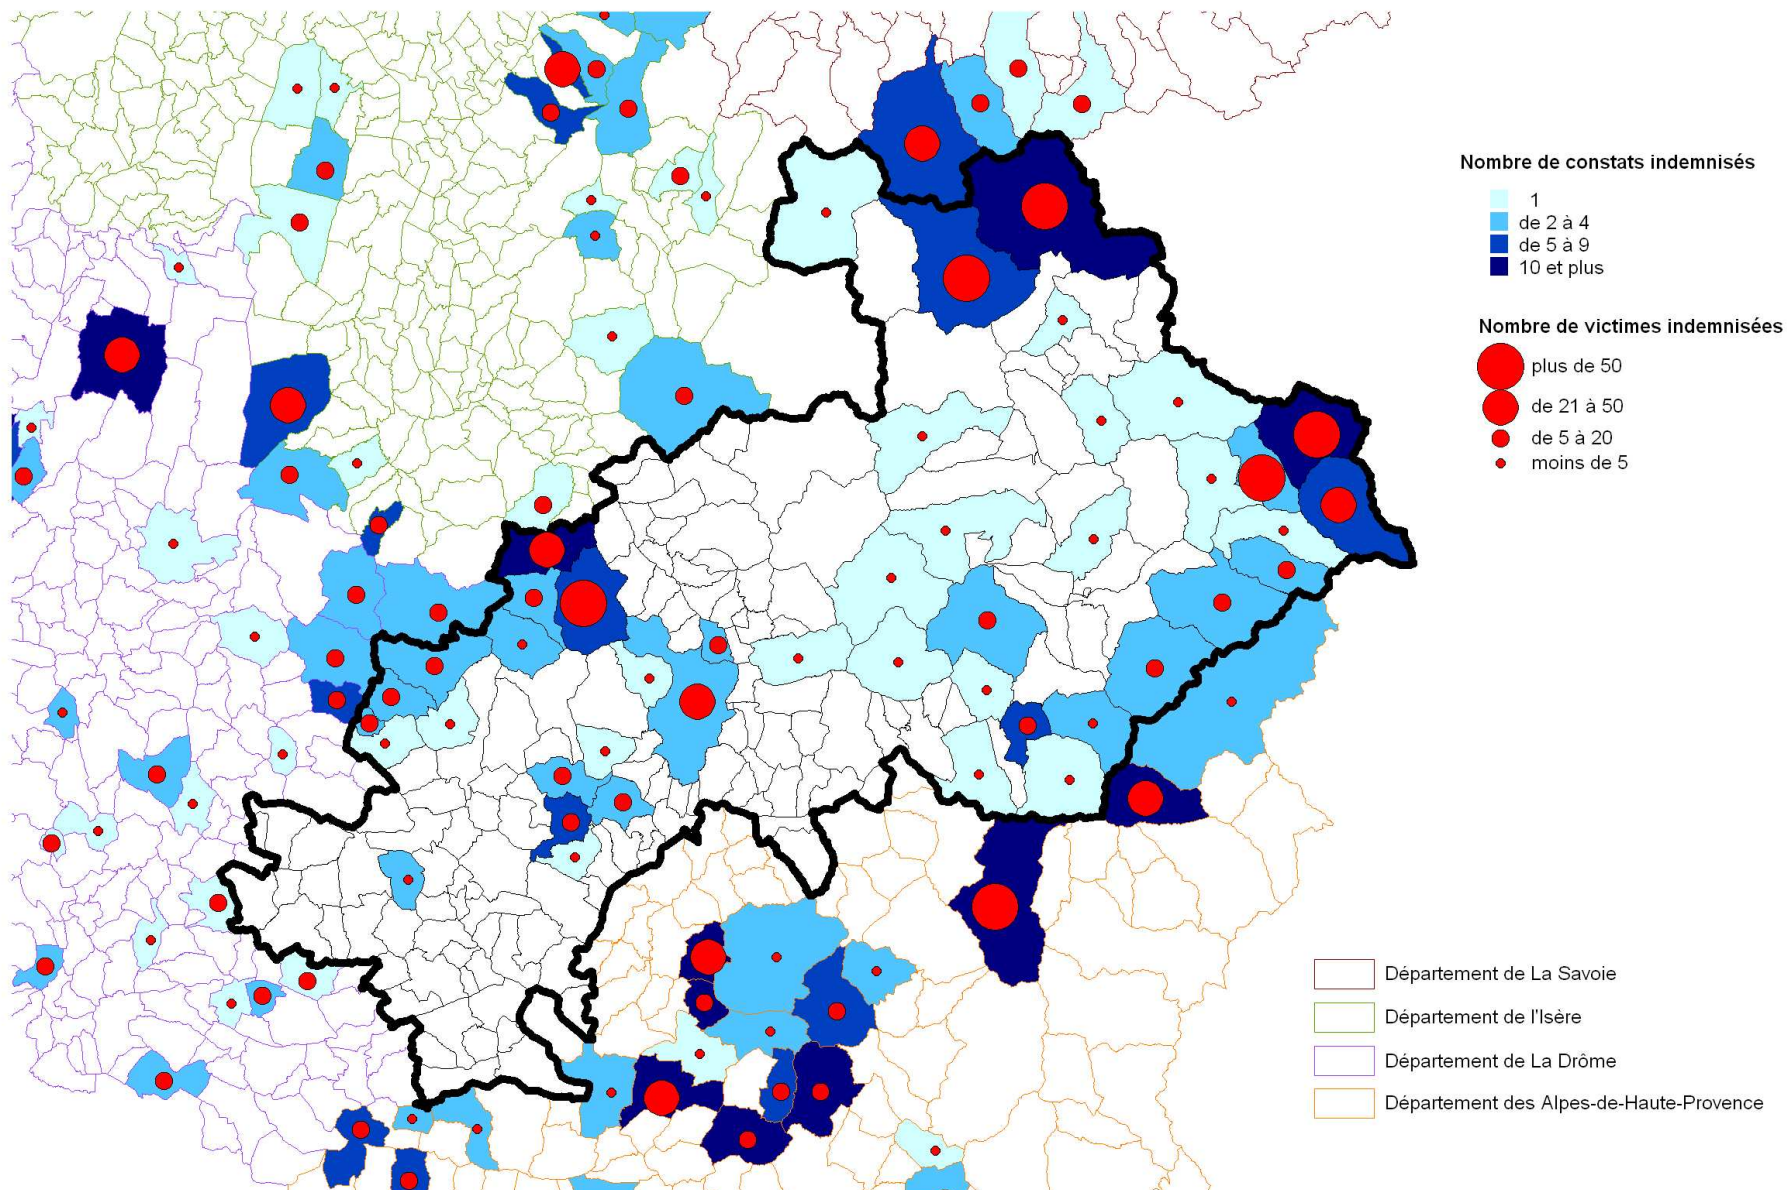 Nombre de constats indemnisés
1
de 2 à 4
de 5 à 9
10 et plus
Nombre de victimes indemnisées
plus de 50
de 21 à 50
de 5 à 20
moins de 5
Département de La Savoie
Département de l'Isère
Département de La Drôme
Département des Alpes-de-Haute-Provence